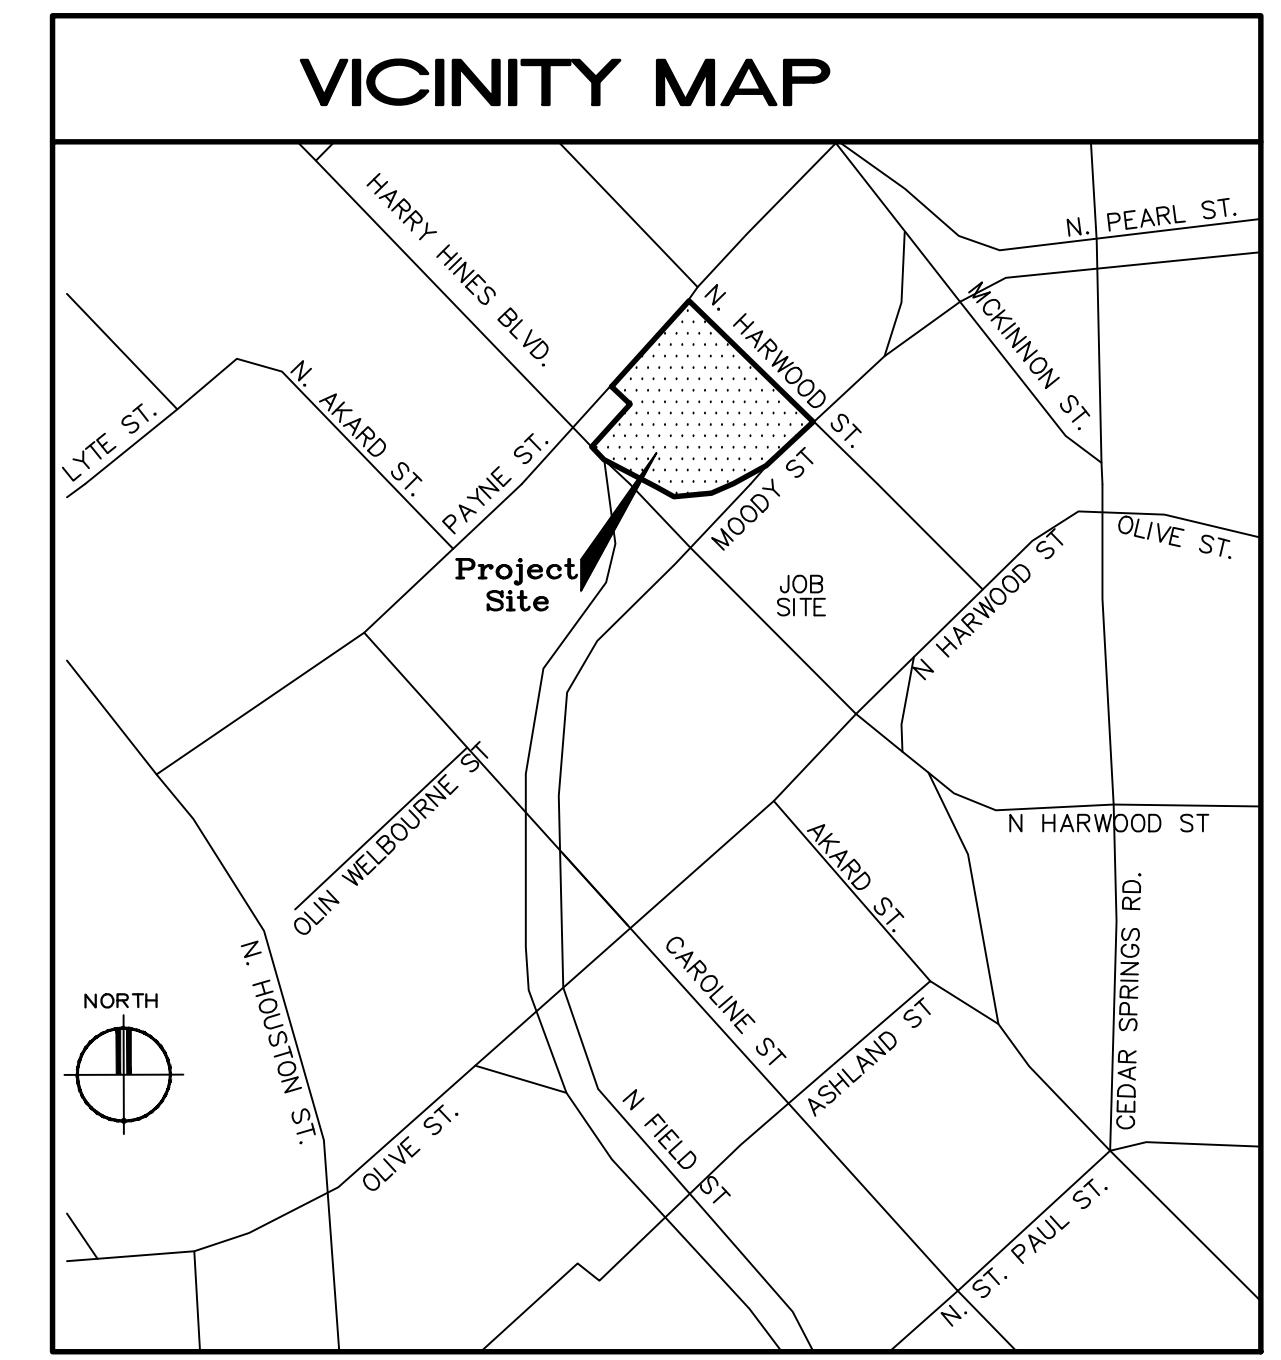 VICINITY MAP
HARRY HINES BLVD.
N. PEARL ST.
N. HARWOOD ST.
MCKINNON ST.
LYTE ST.
N. AKARD ST.
PAYNE ST.
MOODY ST
OLIVE ST.
Project
Site
JOB
SITE
N HARWOOD ST
OLIN WELBOURNE ST
N HARWOOD ST
AKARD ST.
CEDAR SPRINGS RD.
N. HOUSTON ST.
CAROLINE ST
NORTH
ASHLAND ST
OLIVE ST.
N FIELD ST
N. ST. PAUL ST.